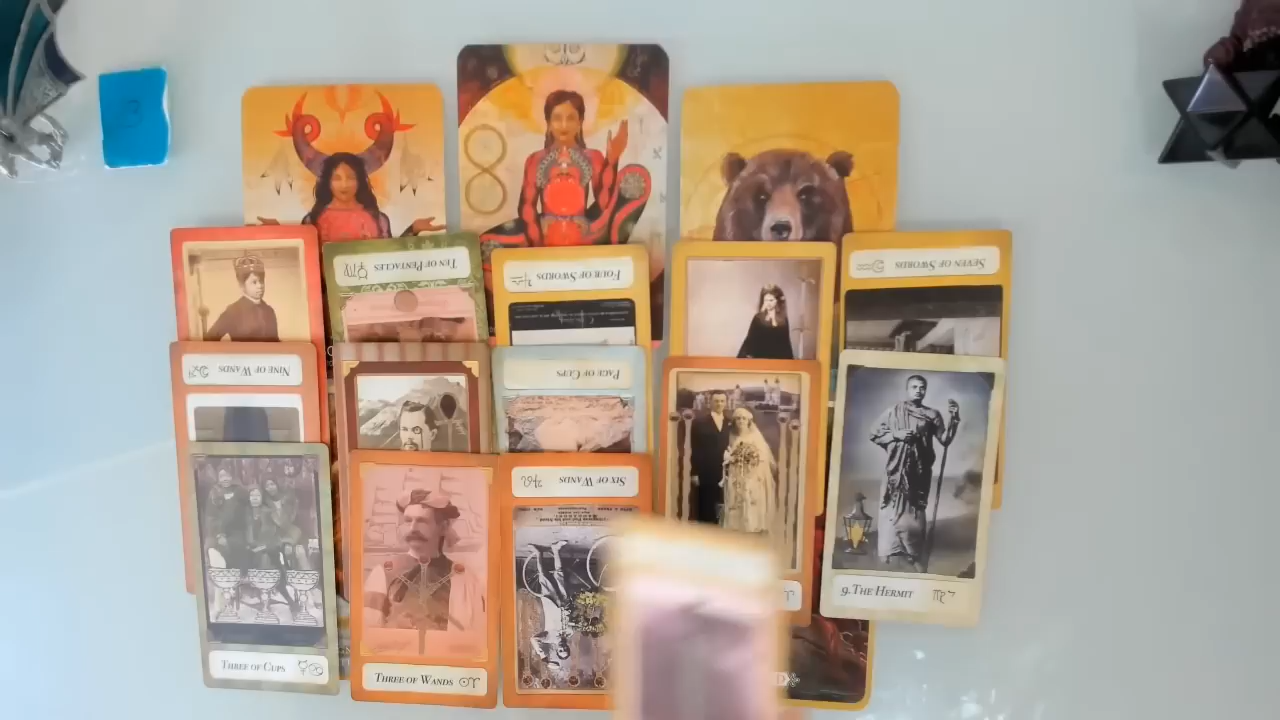 3
TEN OF PENTACLES
FOUR OF SWORDS
SEVEN OF SWORDS
NINE OF WANDS
PAGE OF CUPS
SIX OF WANDS
9. THE HERMIT
THREE OF CUPS
THREE OF WANDS